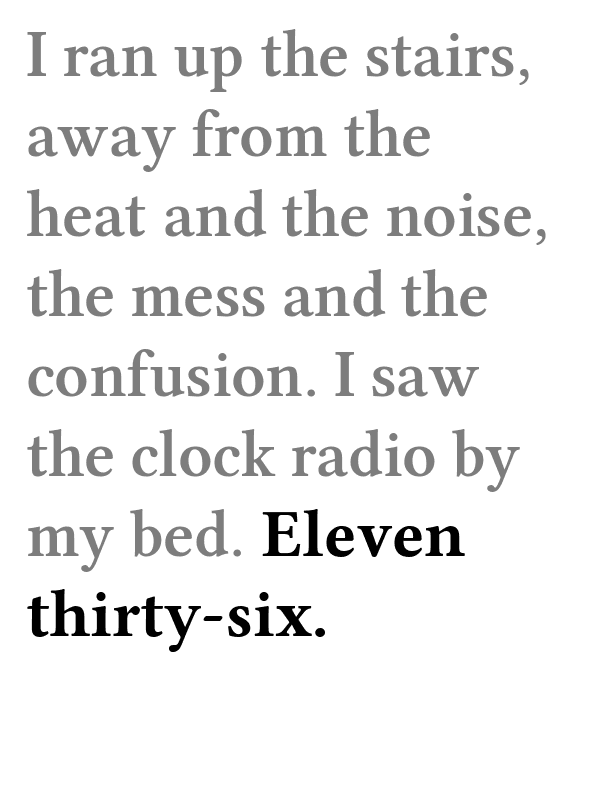 I ran up the stairs,
away from the
heat and the noise,
the mess and the
confusion. I saw
the clock radio by
my bed. Eleven
thirty-six.